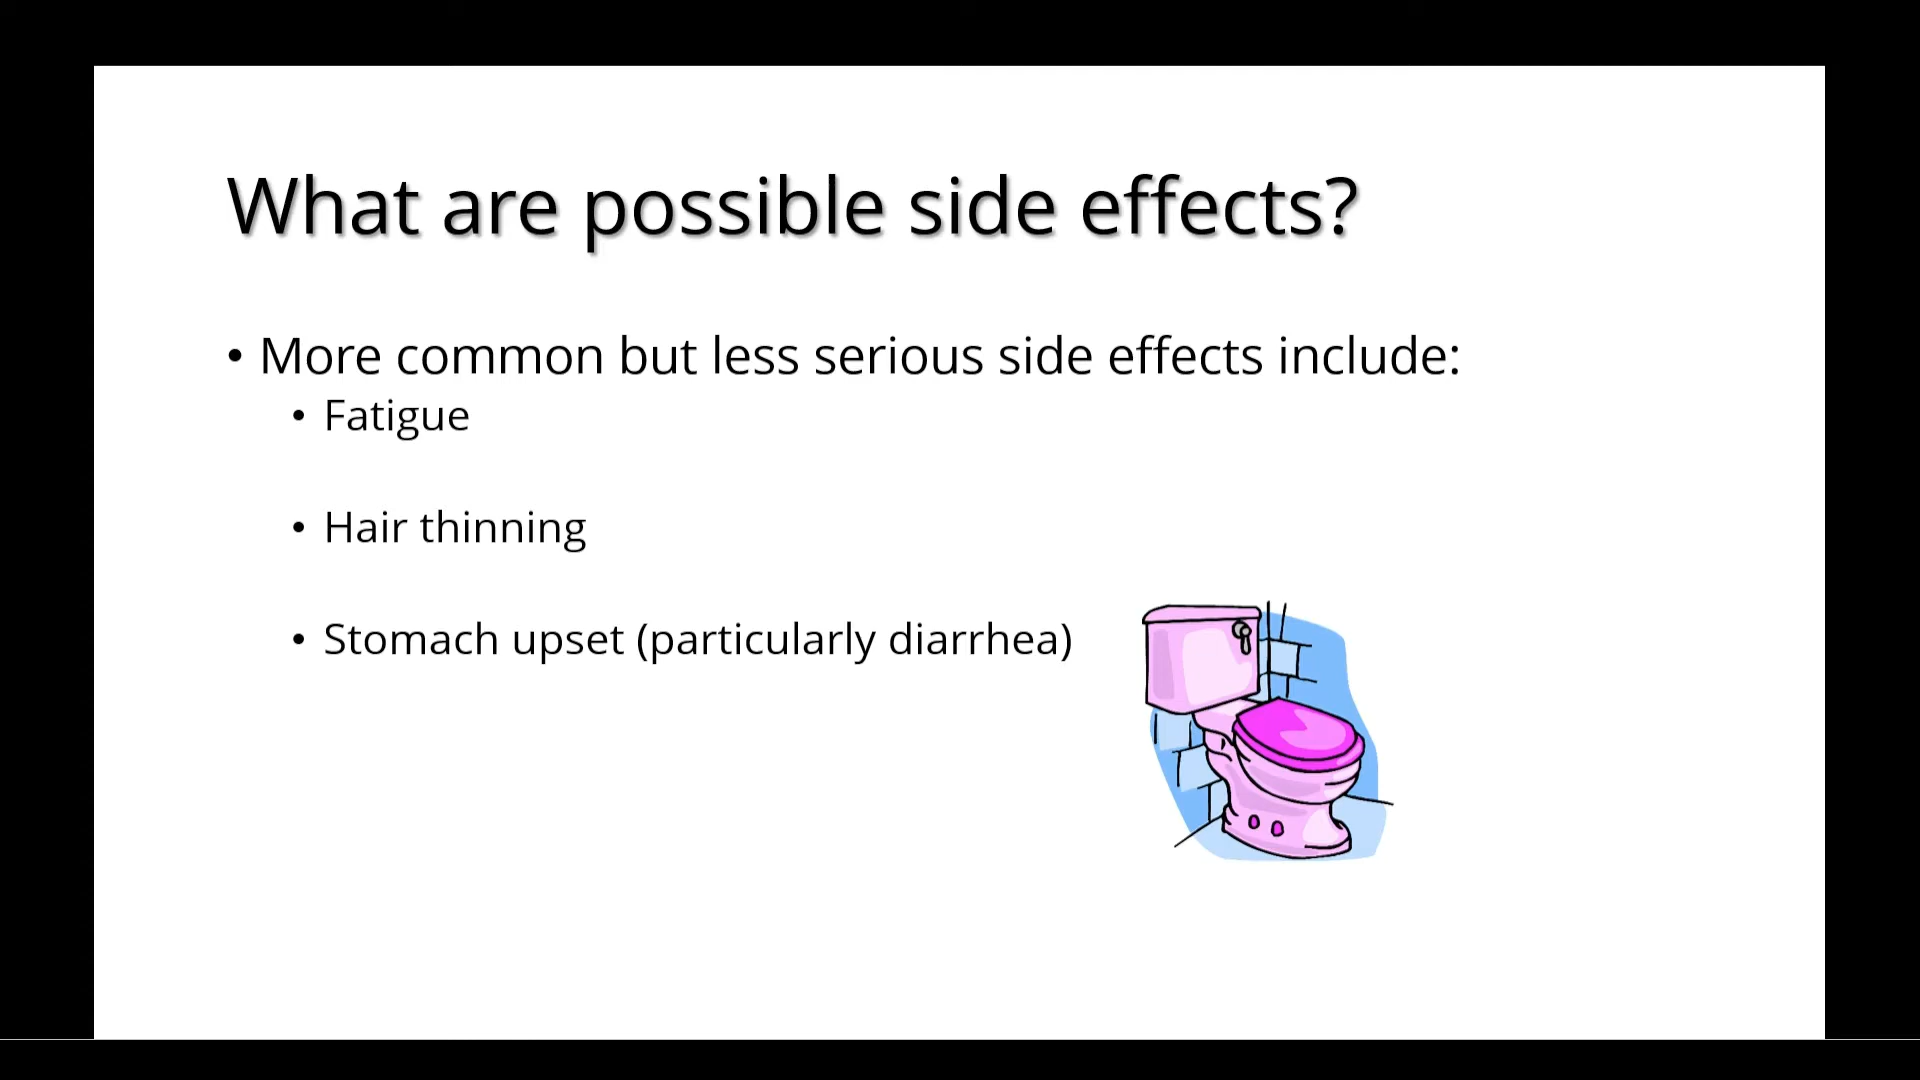 What are possible side effects?
• More common but less serious side effects include:
• Fatigue
• Hair thinning
• Stomach upset (particularly diarrhea)